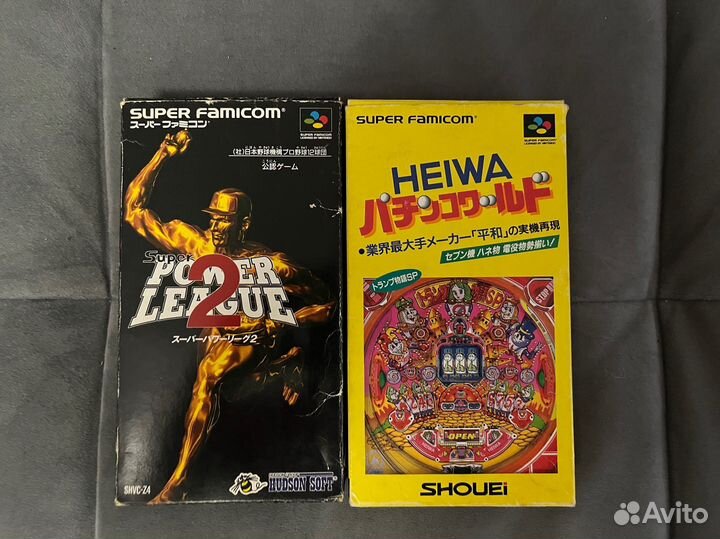 SUPER FAMICOM
スーパーファミコン
(社)日本野球機構プロ野球12球団
こうにん
公認ゲーム
Super
POWER
LEAGUE
2
スーパーパワーリーグ2
SHVC-Z4
HUDSON SOFT
SUPER FAMICOM
HEIWA
パチンコワールド
•業界最大手メーカー「平和」の実機再現
セブン機 ハネ物 電役物勢揃い!
トランプ物語SP
OPEN
SHOUEi
Avito